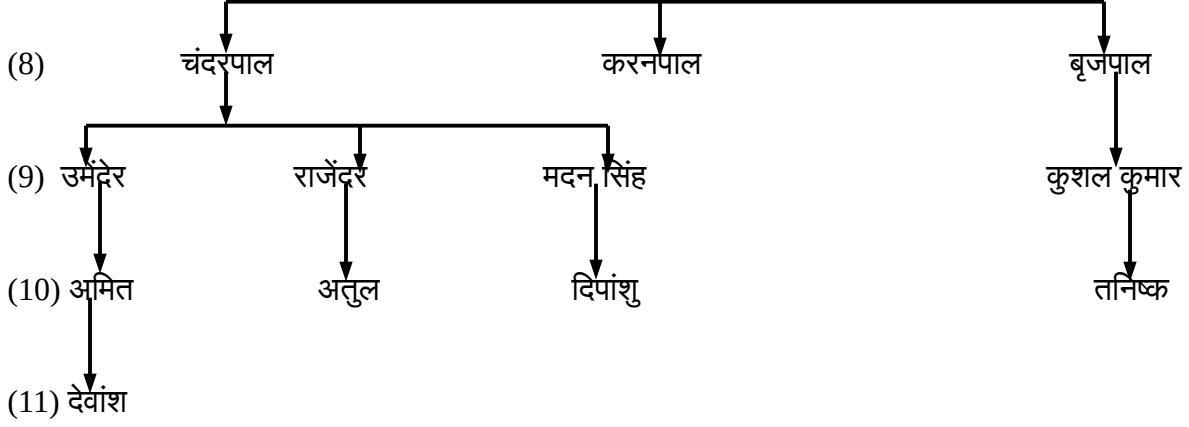 (8) चंदरपाल करनपाल बृजपाल
(9) उमेंदेर राजेंदर मदन सिंह कुशल कुमार
(10) अमित अतुल दिपांशु तनिष्क
(11) देवांश